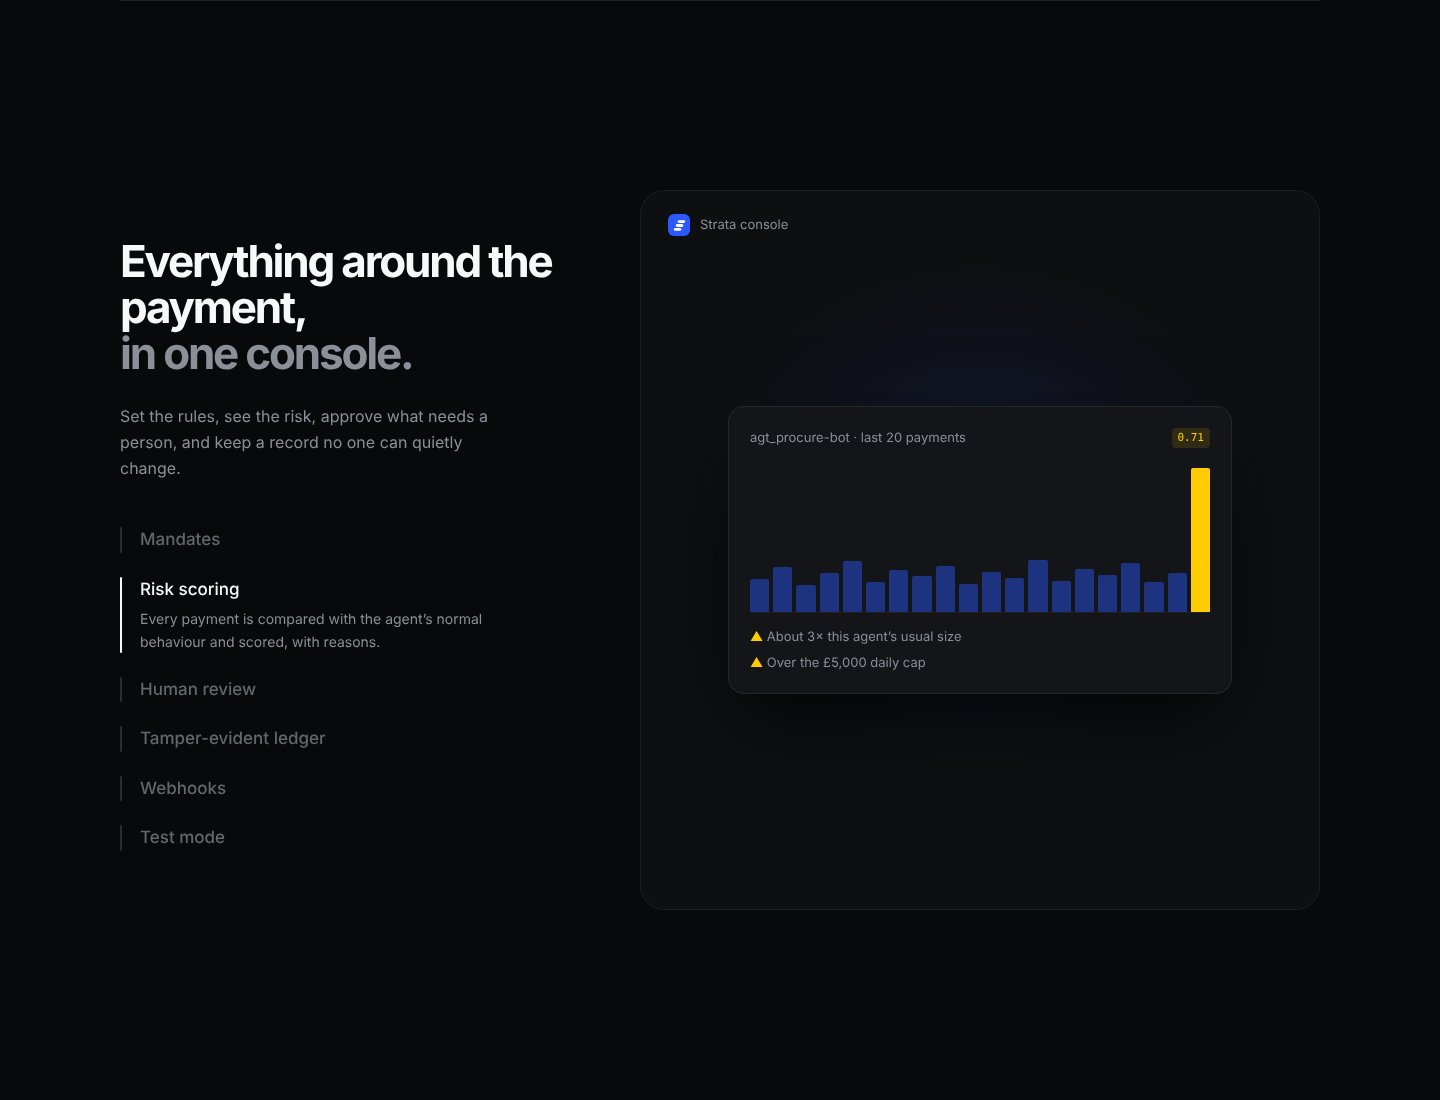 Everything around the
payment,
in one console.
Set the rules, see the risk, approve what needs a
person, and keep a record no one can quietly
change.
Mandates
Risk scoring
Every payment is compared with the agent’s normal
behaviour and scored, with reasons.
Human review
Tamper-evident ledger
Webhooks
Test mode
Strata console
agt_procure-bot · last 20 payments
0.71
About 3× this agent’s usual size
Over the £5,000 daily cap